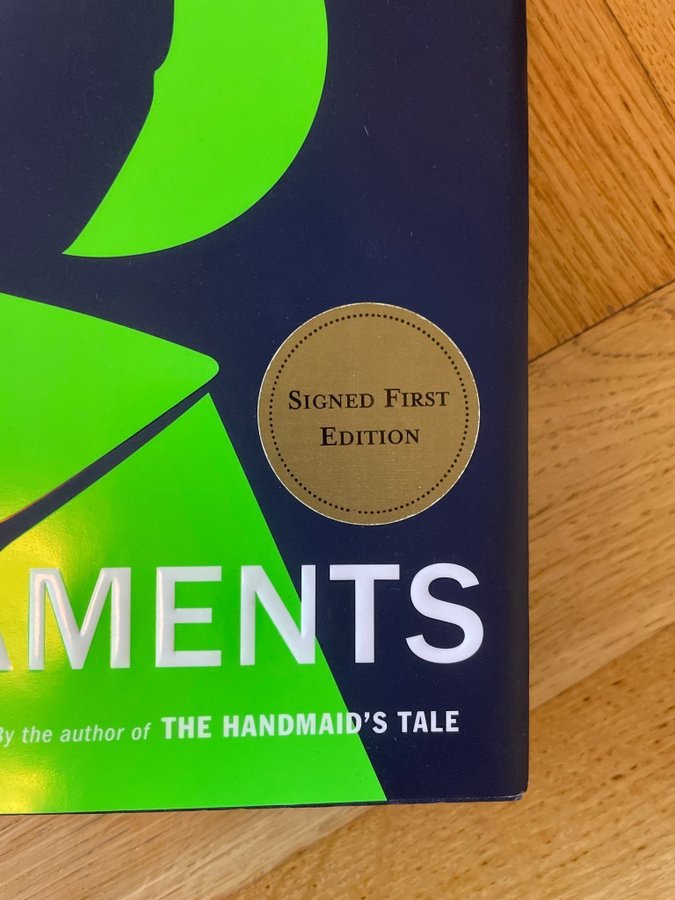 SIGNED FIRST
EDITION
AMENTS
By the author of THE HANDMAID'S TALE